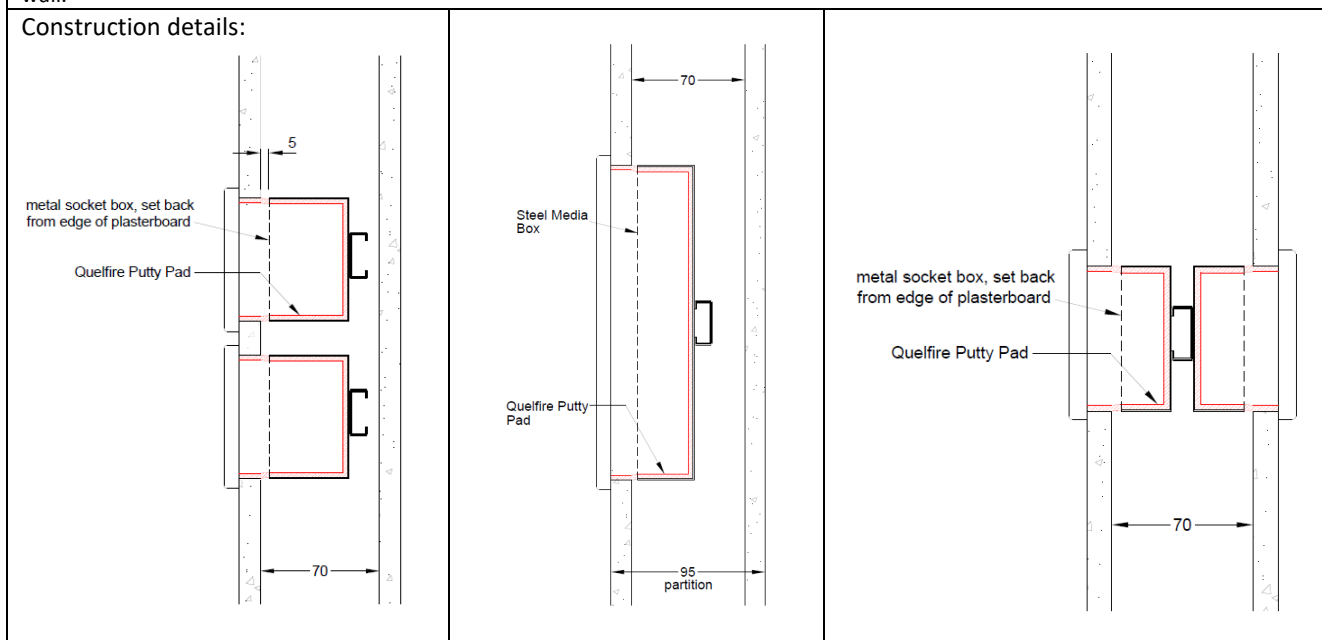 Construction details:
5
metal socket box, set back
from edge of plasterboard
Quelfire Putty Pad
70
70
Steel Media
Box
Quelfire Putty
Pad
95
partition
metal socket box, set back
from edge of plasterboard
Quelfire Putty Pad
70